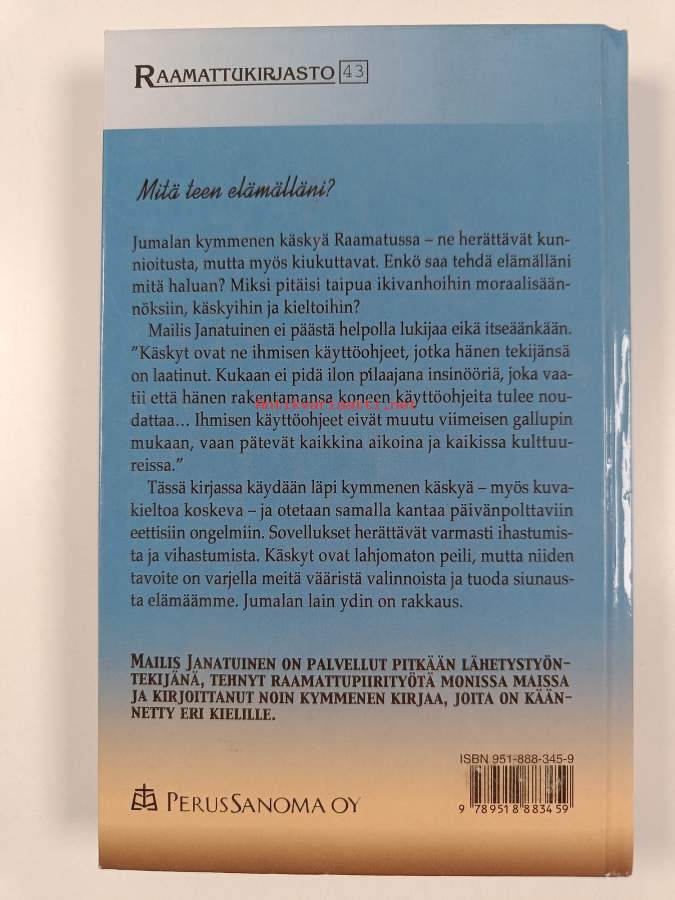 RAAMATTUKIRJASTO 43
Mitä teen elämälläni?
Jumalan kymmenen käskyä Raamatussa – ne herättävät kun-
nioitusta, mutta myös kiukuttavat. Enkö saa tehdä elämälläni
mitä haluan? Miksi pitäisi taipua ikivanhoihin moraalisään-
nöksiin, käskyihin ja kieltoihin?
Mailis Janatuinen ei päästä helpolla lukijaa eikä itseäänkään.
”Käskyt ovat ne ihmisen käyttöohjeet, jotka hänen tekijänsä
on laatinut. Kukaan ei pidä ilon pilaajana insinööriä, joka vaa-
tii että hänen rakentamansa koneen käyttöohjeita tulee nou-
Antikvariaatti.net
dattaa... Ihmisen käyttöohjeet eivät muutu viimeisen gallupin
mukaan, vaan pätevät kaikkina aikoina ja kaikissa kulttuu-
reissa.”
Tässä kirjassa käydään läpi kymmenen käskyä – myös kuva-
kieltoa koskeva – ja otetaan samalla kantaa päivänpolttaviin
eettisiin ongelmiin. Sovellukset herättävät varmasti ihastumis-
ta ja vihastumista. Käskyt ovat lahjomaton peili, mutta niiden
tavoite on varjella meitä vääristä valinnoista ja tuoda siunaus-
ta elämäämme. Jumalan lain ydin on rakkaus.
MAILIS JANATUINEN ON PALVELLUT PITKÄÄN LÄHETYSTYÖN-
TEKIJÄNÄ, TEHNYT RAAMATTUPIIRITYÖTÄ MONISSA MAISSA
JA KIRJOITTANUT NOIN KYMMENEN KIRJAA, JOITA ON KÄÄN-
NETTY ERI KIELILLE.
ISBN 951-888-345-9
9 789518 883459
PERUSSANOMA OY